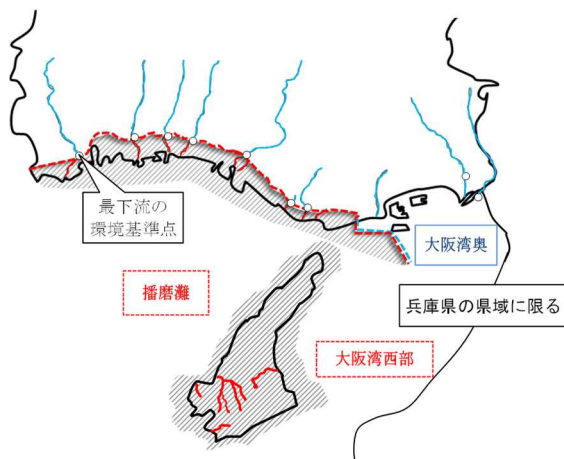 最下流の
環境基準点
大阪湾奥
播磨灘
兵庫県の県域に限る
大阪湾西部